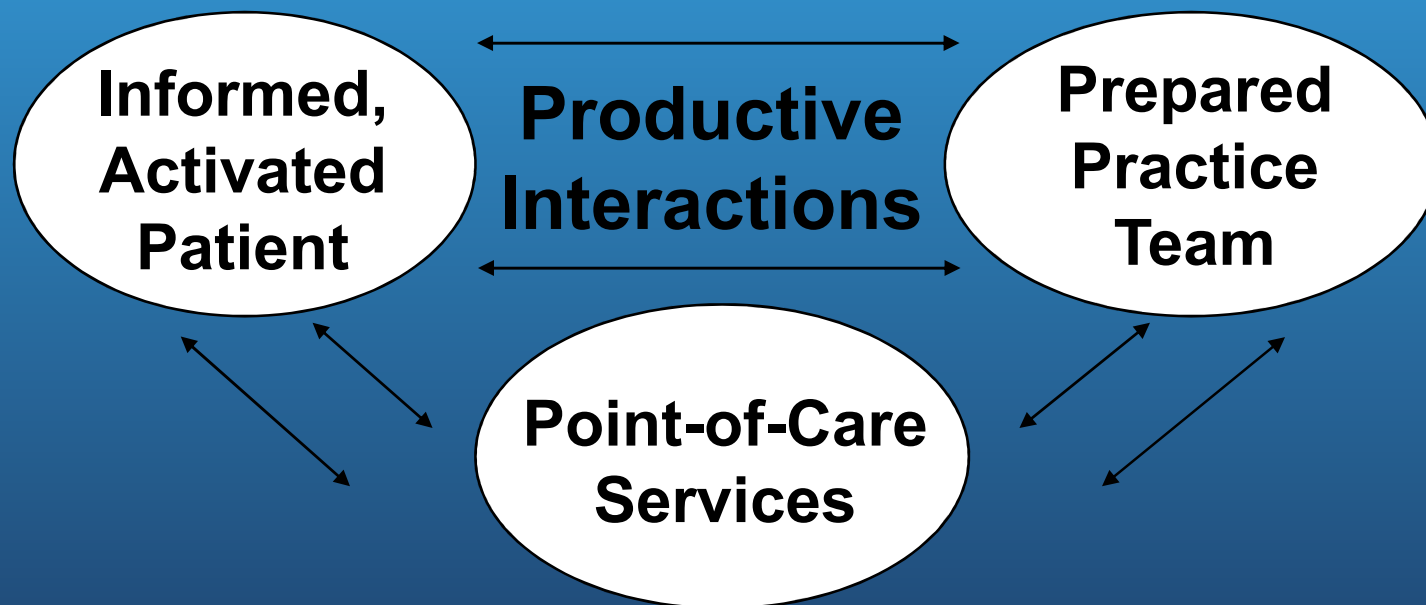 Informed,
Activated
Patient
Productive
Interactions
Prepared
Practice
Team
Point-of-Care
Services